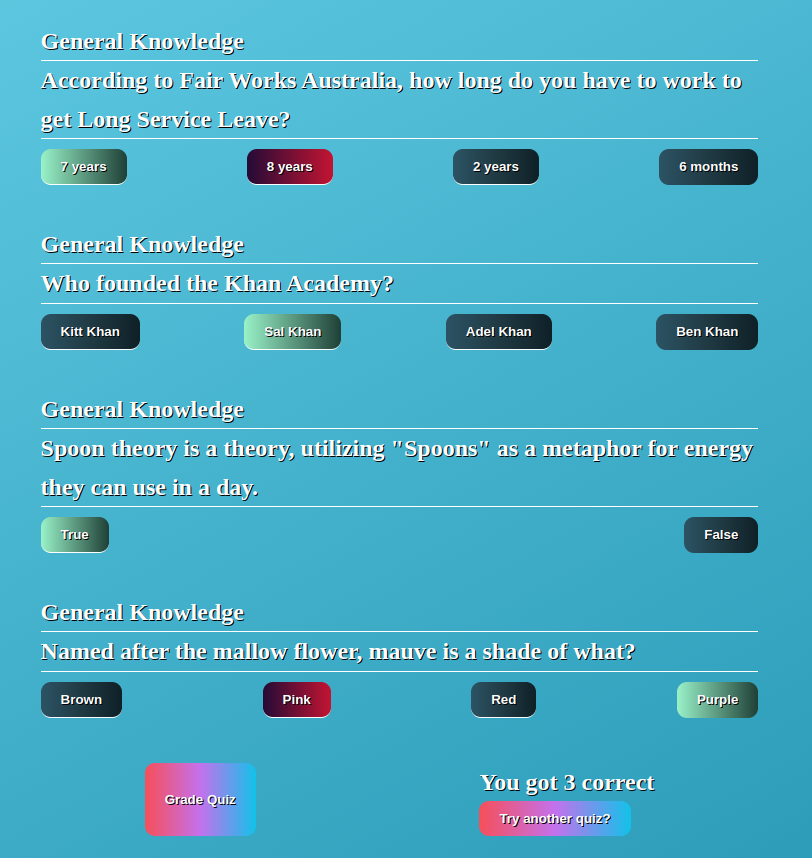 General Knowledge
According to Fair Works Australia, how long do you have to work to
get Long Service Leave?
7 years 8 years 2 years 6 months
General Knowledge
Who founded the Khan Academy?
Kitt Khan Sal Khan Adel Khan Ben Khan
General Knowledge
Spoon theory is a theory, utilizing "Spoons" as a metaphor for energy
they can use in a day.
True False
General Knowledge
Named after the mallow flower, mauve is a shade of what?
Brown Pink Red Purple
Grade Quiz
You got 3 correct
Try another quiz?